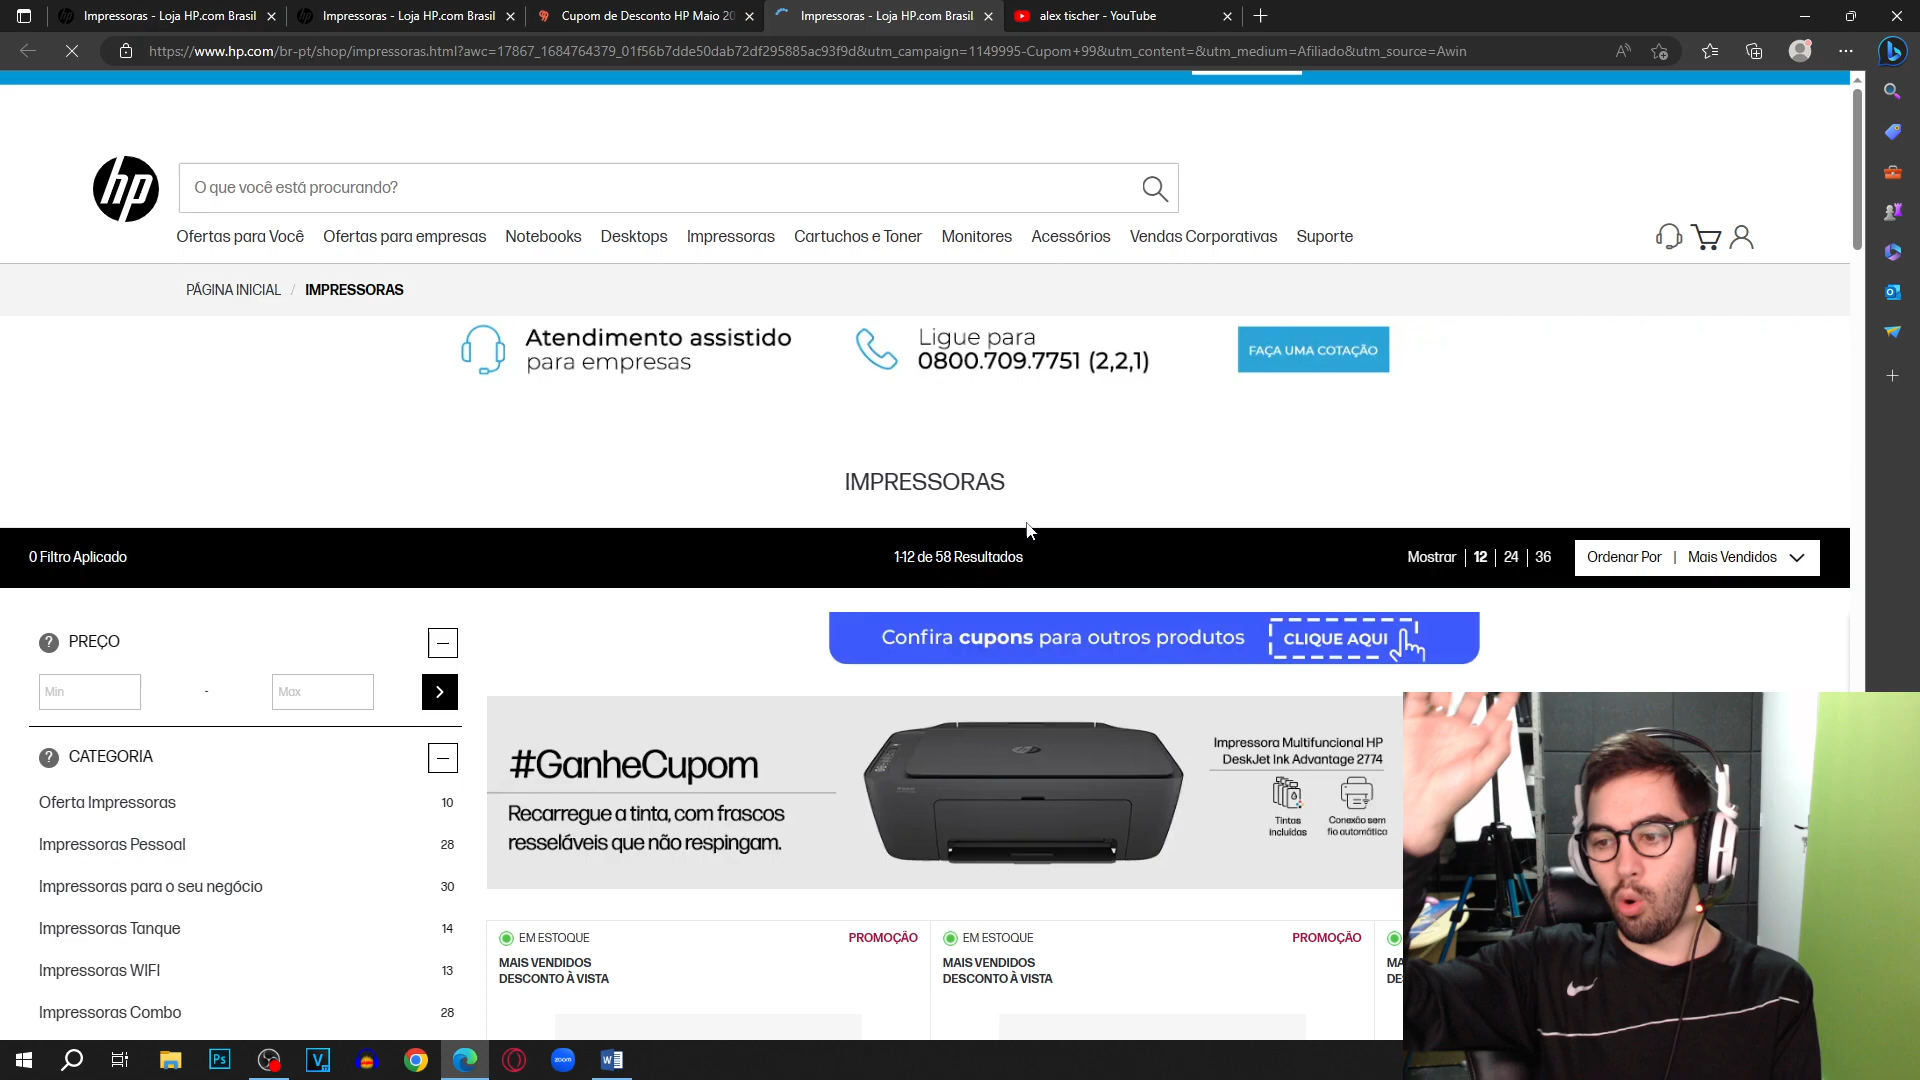 Impressoras - Loja HP.com Brasil
Impressoras - Loja HP.com Brasil
Cupom de Desconto HP Maio 20
Impressoras - Loja HP.com Brasil
alex tischer - YouTube
https://www.hp.com/br-pt/shop/impressoras.html?awc=17867_1684764379_01f56b7dde50dab72df295885ac93f9d&utm_campaign=1149995-Cupom+99&utm_content=&utm_medium=Afiliado&utm_source=Awin
hp
O que você está procurando?
Ofertas para Você Ofertas para empresas Notebooks Desktops Impressoras Cartuchos e Toner Monitores Acessórios Vendas Corporativas Suporte
PÁGINA INICIAL / IMPRESSORAS
Atendimento assistido
para empresas
Ligue para
0800.709.7751 (2,2,1)
FAÇA UMA COTAÇÃO
IMPRESSORAS
0 Filtro Aplicado
1-12 de 58 Resultados
Mostrar | 12 | 24 | 36
Ordenar Por | Mais Vendidos
? PREÇO
Min - Max
? CATEGORIA
Oferta Impressoras 10
Impressoras Pessoal 28
Impressoras para o seu negócio 30
Impressoras Tanque 14
Impressoras WIFI 13
Impressoras Combo 28
Confira cupons para outros produtos CLIQUE AQUI
#GanheCupom
Recarregue a tinta, com frascos
resseláveis que não respingam.
Impressora Multifuncional HP
DeskJet Ink Advantage 2774
Tintas
incluídas
Conexão sem
fio automática
EM ESTOQUE PROMOÇÃO
MAIS VENDIDOS
DESCONTO À VISTA
EM ESTOQUE PROMOÇÃO
MAIS VENDIDOS
DESCONTO À VISTA
MA
DE
Ps
V
zoom
W